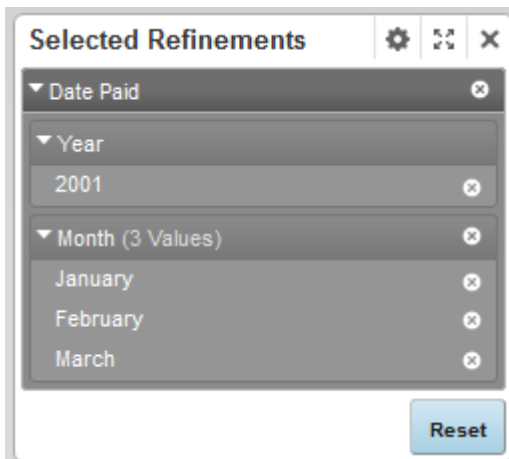 Selected Refinements
Date Paid
Year
2001
Month (3 Values)
January
February
March
Reset